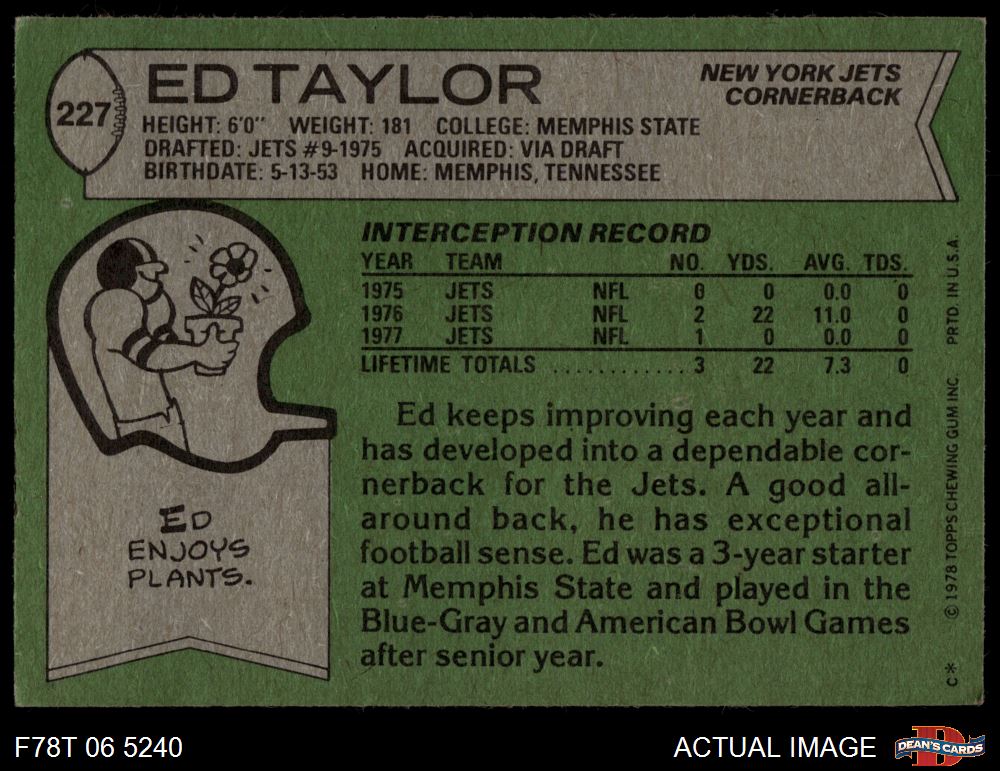 227
ED TAYLOR
NEW YORK JETS
CORNERBACK
HEIGHT: 6'0" WEIGHT: 181 COLLEGE: MEMPHIS STATE
DRAFTED: JETS #9-1975 ACQUIRED: VIA DRAFT
BIRTHDATE: 5-13-53 HOME: MEMPHIS, TENNESSEE
INTERCEPTION RECORD
YEAR TEAM NO. YDS. AVG. TDS.
1975 JETS NFL 0 0 0.0 0
1976 JETS NFL 2 22 11.0 0
1977 JETS NFL 1 0 0.0 0
LIFETIME TOTALS ............ 3 22 7.3 0
Ed keeps improving each year and
has developed into a dependable cor-
nerback for the Jets. A good all-
around back, he has exceptional
football sense. Ed was a 3-year starter
at Memphis State and played in the
Blue-Gray and American Bowl Games
after senior year.
ED
ENJOYS
PLANTS.
C* © 1978 TOPPS CHEWING GUM INC. PRTD. IN U.S.A.
F78T 06 5240
ACTUAL IMAGE
DEAN'S CARDS